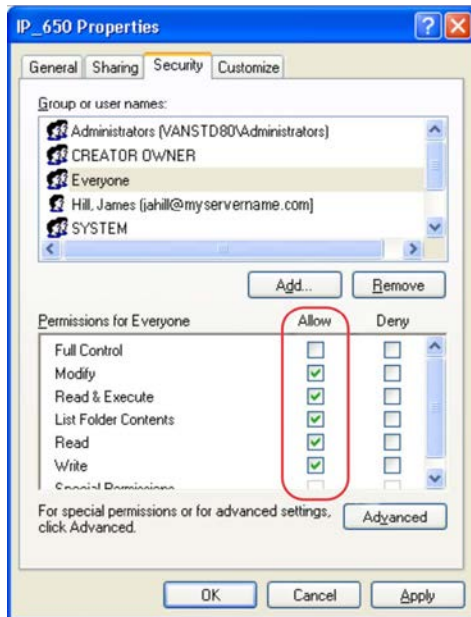 IP_650 Properties
General Sharing Security Customize
Group or user names:
Administrators (VANSTD80\Administrators)
CREATOR OWNER
Everyone
Hill, James (jahill@myservername.com)
SYSTEM
Add... Remove
Permissions for Everyone Allow Deny
Full Control
Modify
Read & Execute
List Folder Contents
Read
Write
Special Permissions
For special permissions or for advanced settings,
click Advanced.
Advanced
OK Cancel Apply